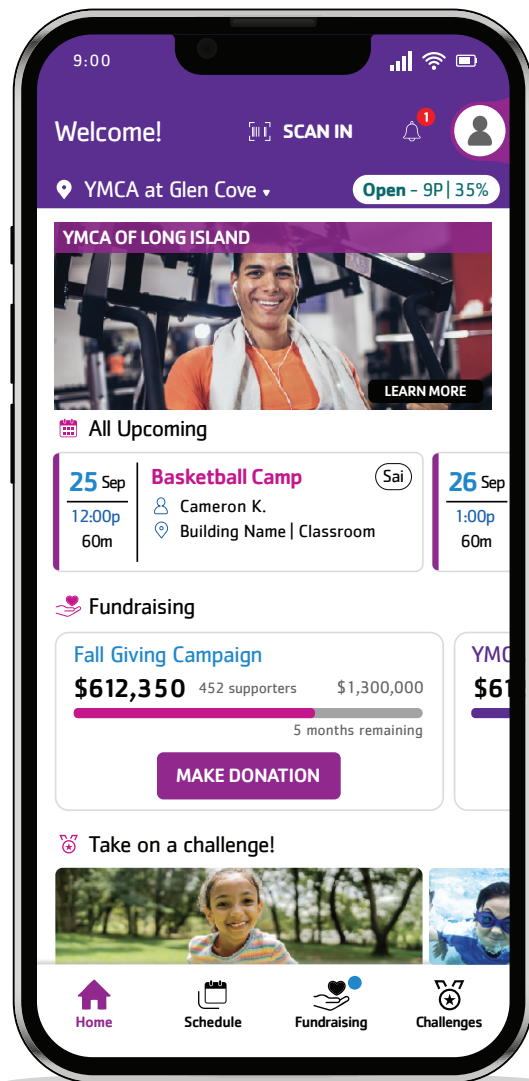 9:00
Welcome!
SCAN IN
1
YMCA at Glen Cove
Open - 9P | 35%
YMCA OF LONG ISLAND
LEARN MORE
All Upcoming
25 Sep
12:00p
60m
Basketball Camp
Sai
Cameron K.
Building Name | Classroom
26 Sep
1:00p
60m
Fundraising
Fall Giving Campaign
$612,350 452 supporters $1,300,000
5 months remaining
MAKE DONATION
YMC
$61
Take on a challenge!
Home
Schedule
Fundraising
Challenges